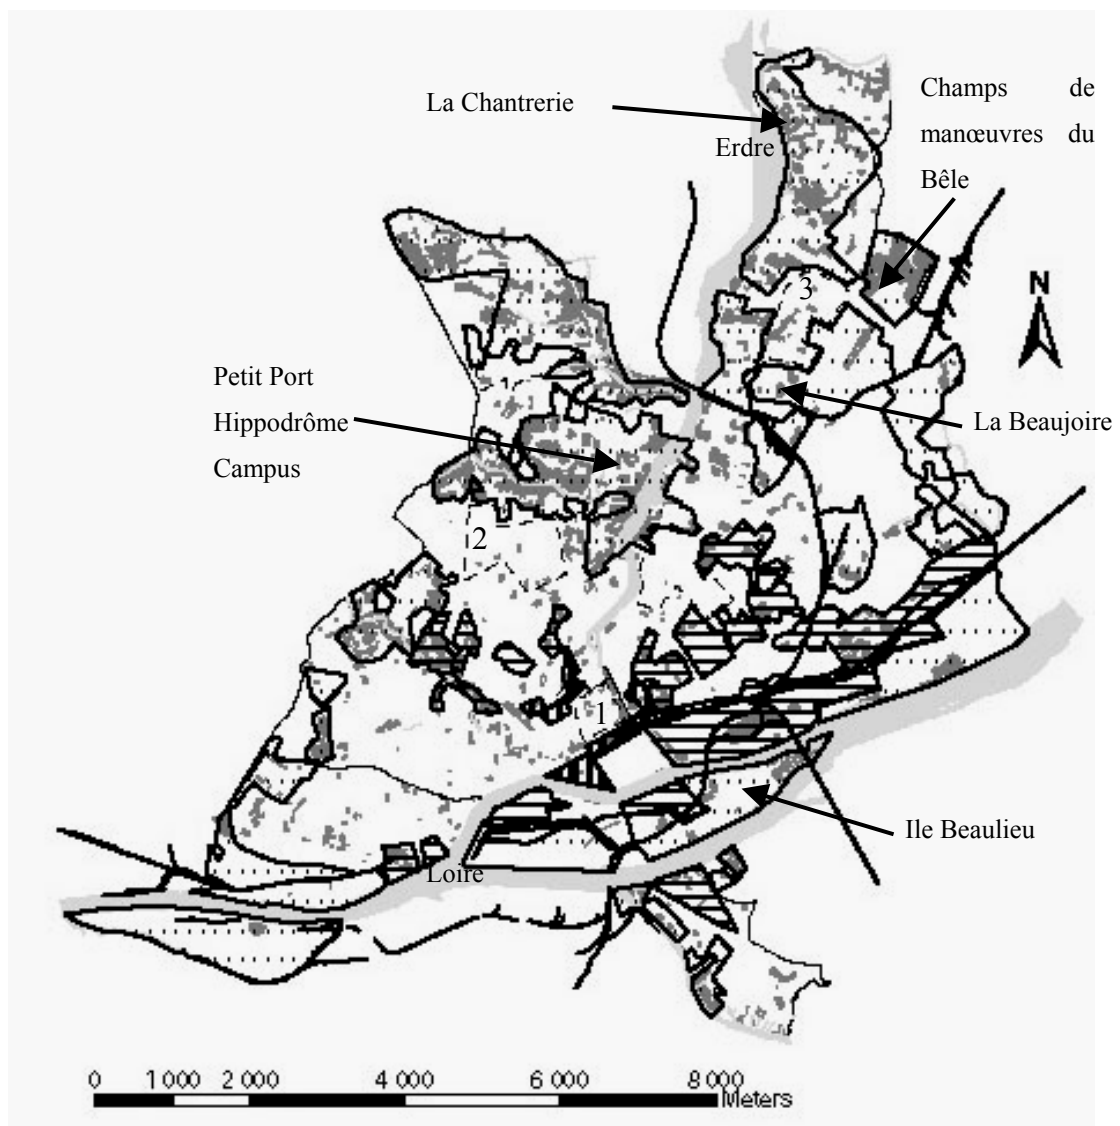 La Chantrerie
Champs de
manœuvres du
Bêle
Erdre
N
3
Petit Port
Hippodrôme
Campus
La Beaujoire
2
1
Ile Beaulieu
Loire
0 1 000 2 000 4 000 6 000 8 000
Meters